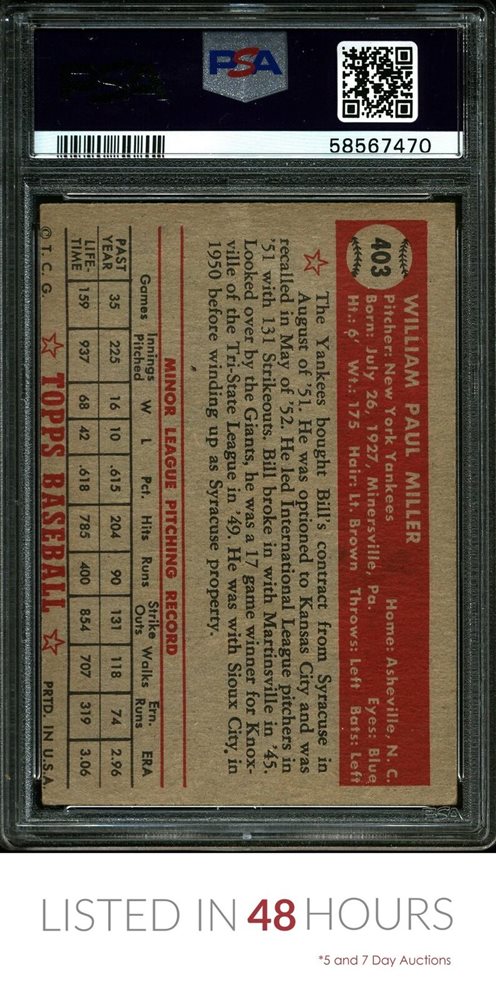 PSA
PSA
58567470
403
WILLIAM PAUL MILLER
Pitcher: New York Yankees Home: Asheville, N. C.
Born: July 26, 1927, Minersville, Pa. Eyes: Blue
Ht.: 6' Wt.: 175 Hair: Lt. Brown Throws: Left Bats: Left
The Yankees bought Bill's contract from Syracuse in
August of '51. He was optioned to Kansas City and was
recalled in May of '52. He led International League pitchers in
'51 with 131 Strikeouts. Bill broke in with Martinsville in '45.
Looked over by the Giants, he was a 17 game winner for Knox-
ville of the Tri-State League in '49. He was with Sioux City in
1950 before winding up as Syracuse property.
MINOR LEAGUE PITCHING RECORD
Games Innings Pitched W L Pct. Hits Runs Strike Outs Walks Ern. Runs ERA
PAST YEAR 35 225 16 10 .615 204 90 131 118 74 2.96
LIFE-TIME 159 937 68 42 .618 785 400 854 707 319 3.06
© T. C. G. TOPPS BASEBALL PRTD. IN U.S.A.
PSA
LISTED IN 48 HOURS
*5 and 7 Day Auctions